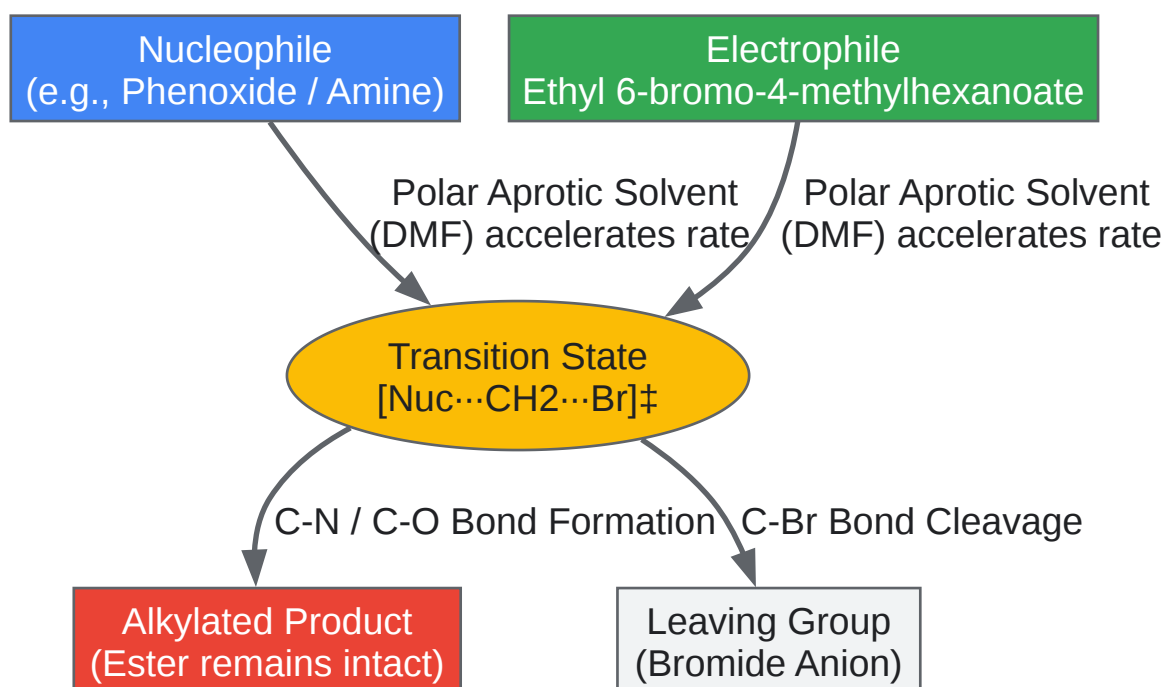 Nucleophile
(e.g., Phenoxide / Amine)
Electrophile
Ethyl 6-bromo-4-methylhexanoate
Polar Aprotic Solvent
(DMF) accelerates rate
Polar Aprotic Solvent
(DMF) accelerates rate
Transition State
[Nuc···CH2···Br]‡
C-N / C-O Bond Formation
C-Br Bond Cleavage
Alkylated Product
(Ester remains intact)
Leaving Group
(Bromide Anion)